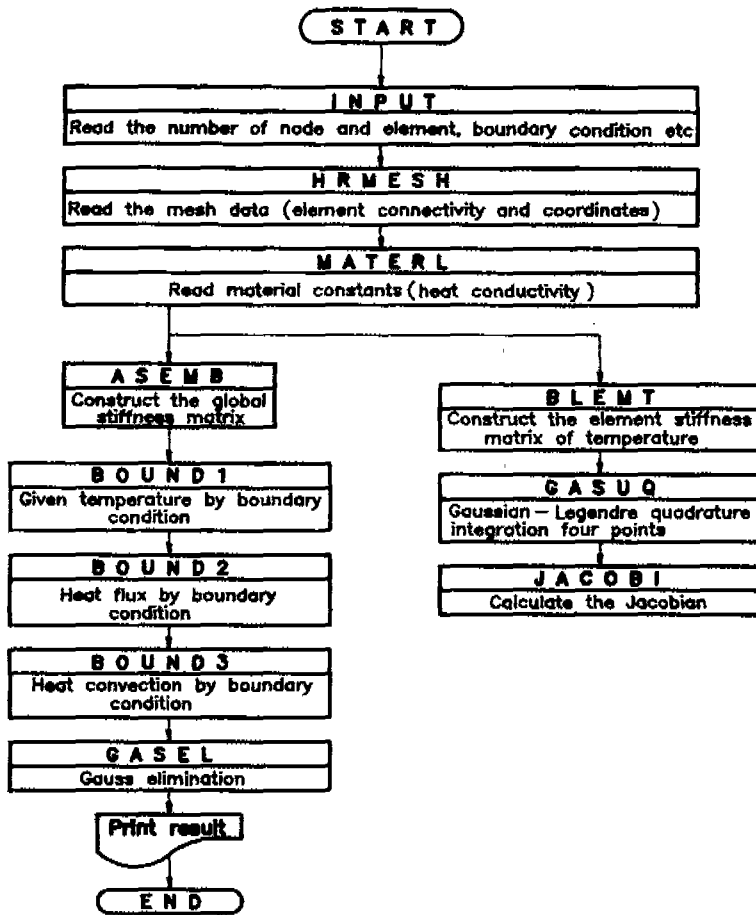 START
INPUT
Read the number of node and element, boundary condition etc
HRMESH
Read the mesh data (element connectivity and coordinates)
MATERL
Read material constants (heat conductivity)
ASEMB
Construct the global
stiffness matrix
BOUND1
Given temperature by boundary
condition
BOUND2
Heat flux by boundary
condition
BOUND3
Heat convection by boundary
condition
GASEL
Gauss elimination
Print result
END
BLEMT
Construct the element stiffness
matrix of temperature
GASUQ
Gaussian - Legendre quadrature
integration four points
JACOBI
Calculate the Jacobian